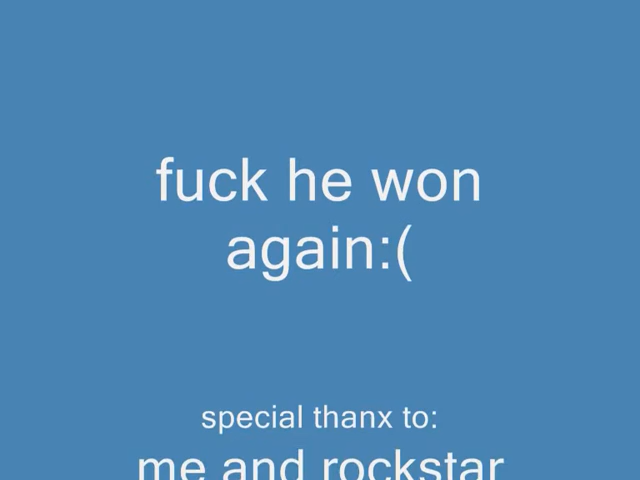 fuck he won
again:(
special thanx to:
me and rockstar